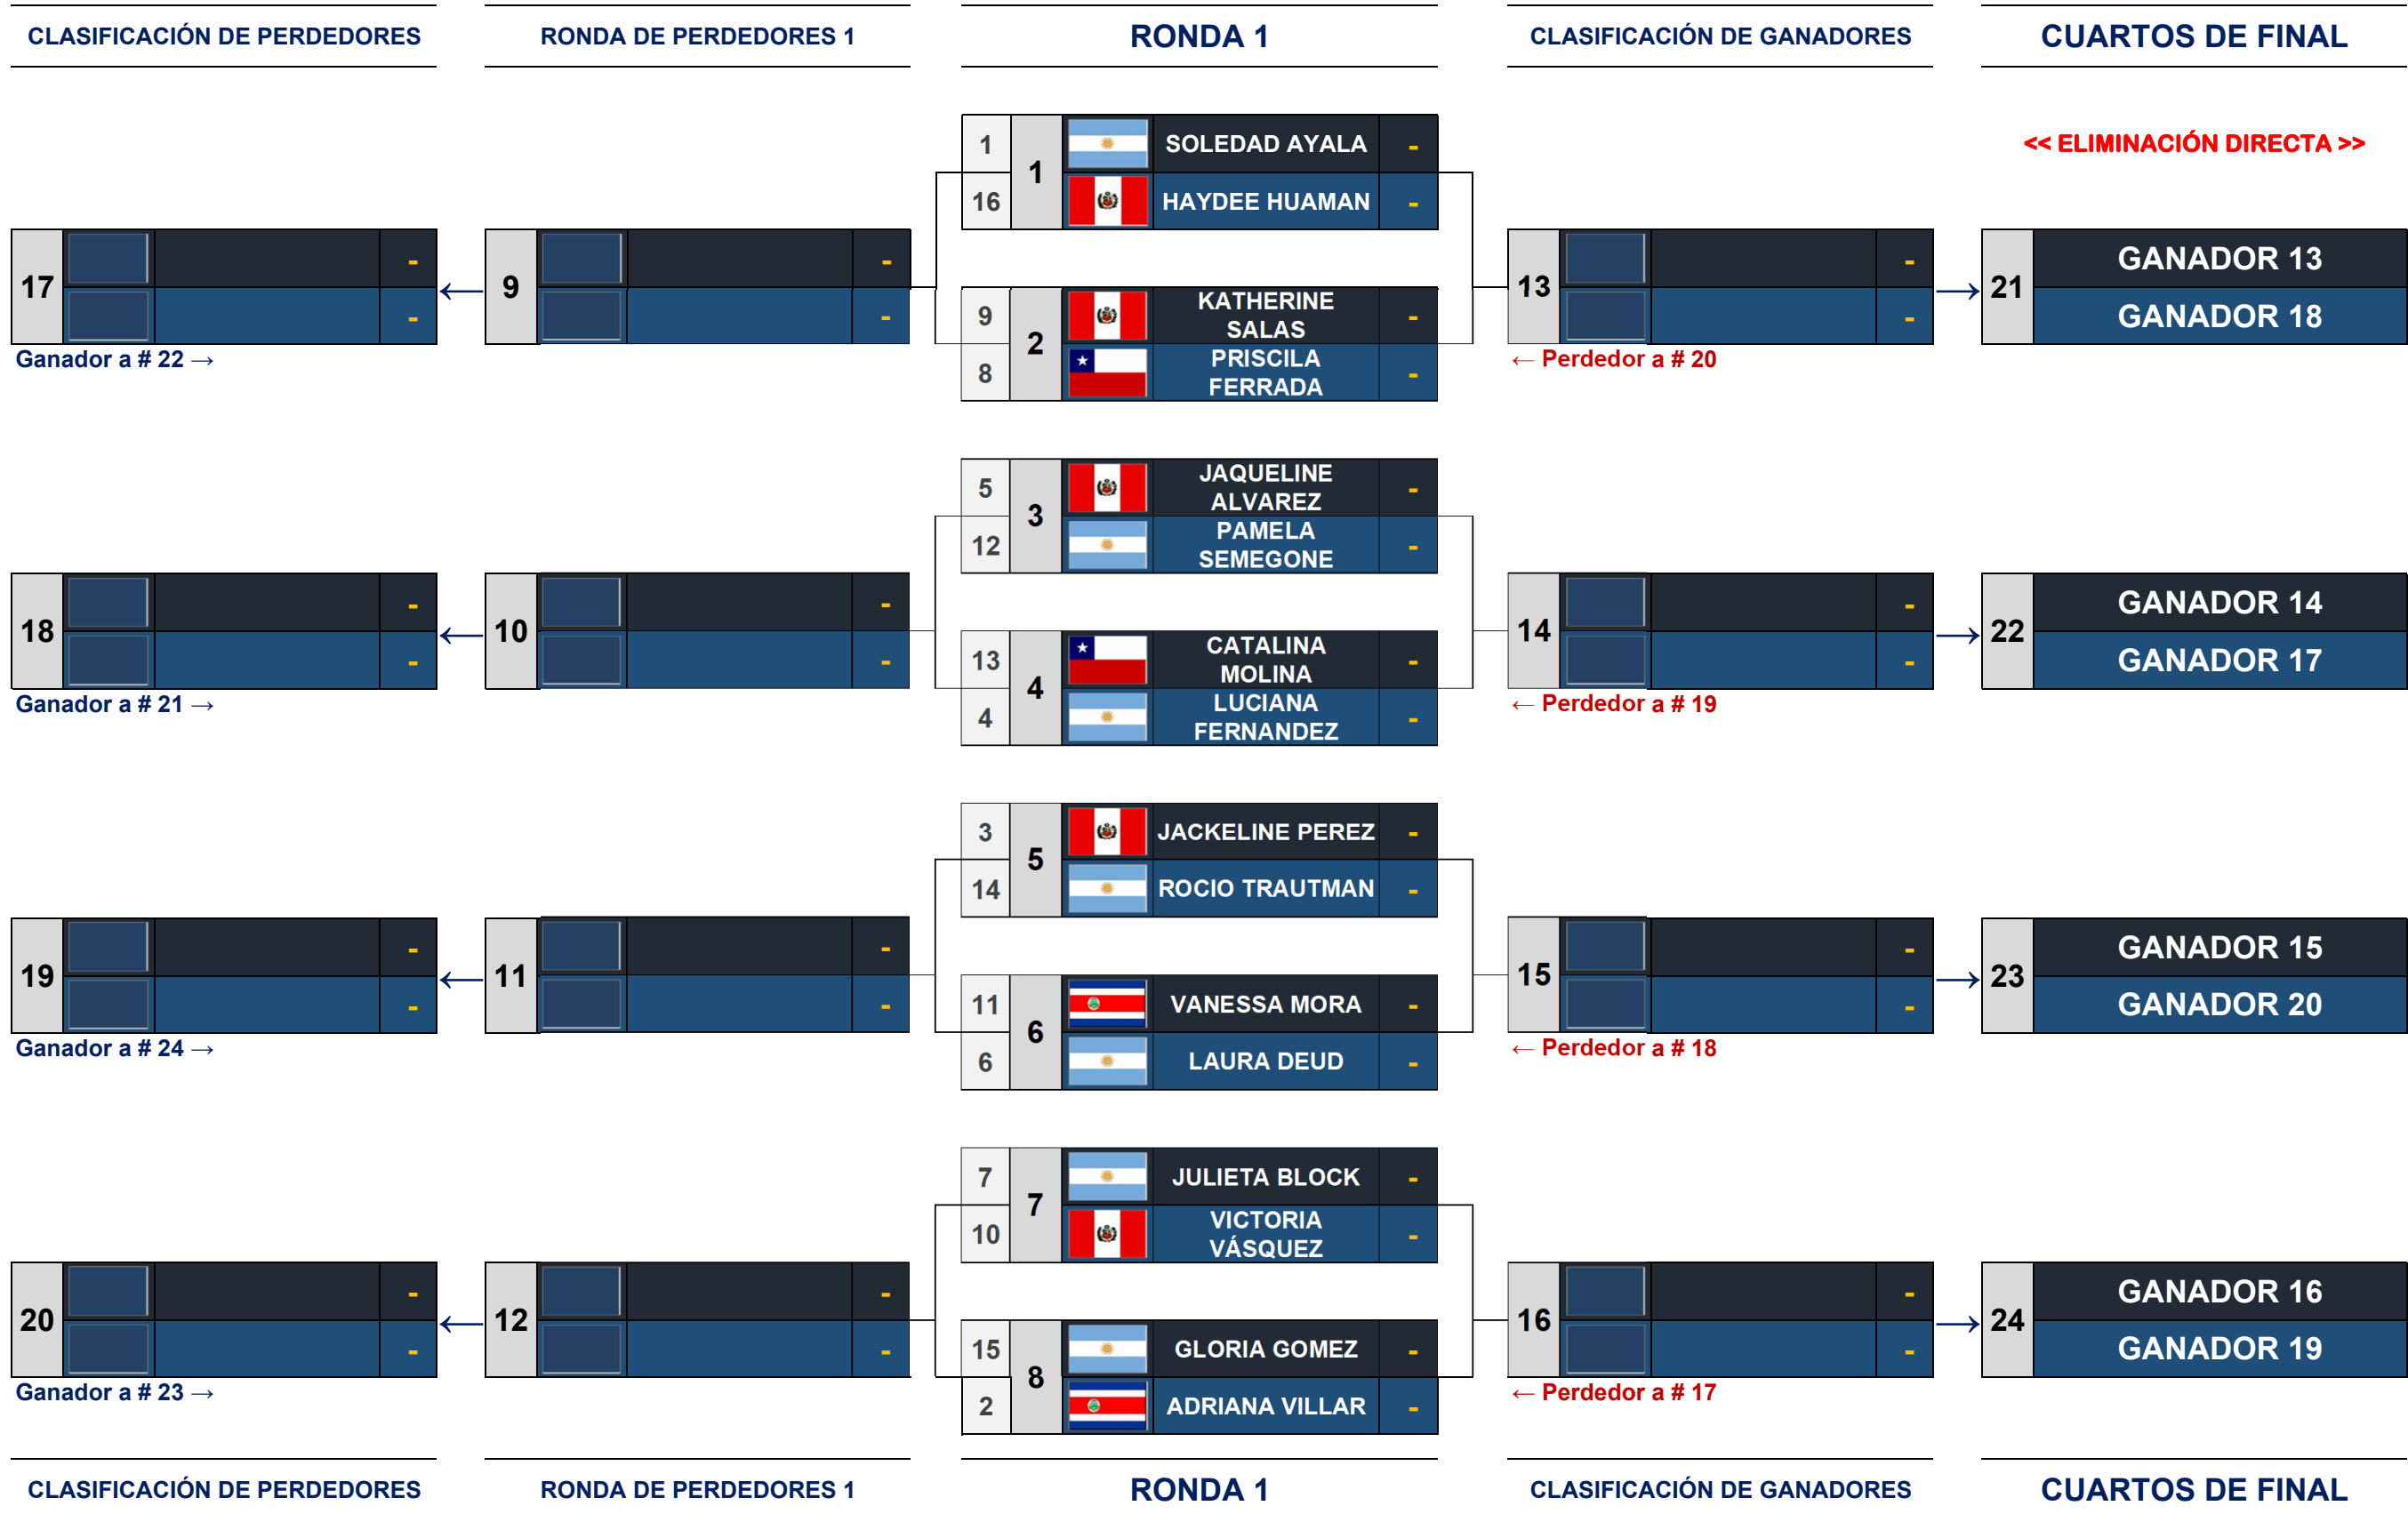 CLASIFICACIÓN DE PERDEDORES
RONDA DE PERDEDORES 1
RONDA 1
CLASIFICACIÓN DE GANADORES
CUARTOS DE FINAL
<< ELIMINACIÓN DIRECTA >>
1
1
SOLEDAD AYALA
-
16
HAYDEE HUAMAN
-
9
2
KATHERINE
SALAS
-
8
PRISCILA
FERRADA
-
17
-
-
Ganador a # 22 →
←
9
-
-
13
-
-
← Perdedor a # 20
→
21
GANADOR 13
GANADOR 18
5
3
JAQUELINE
ALVAREZ
-
12
PAMELA
SEMEGONE
-
13
4
CATALINA
MOLINA
-
4
LUCIANA
FERNANDEZ
-
18
-
-
Ganador a # 21 →
←
10
-
-
14
-
-
← Perdedor a # 19
→
22
GANADOR 14
GANADOR 17
3
5
JACKELINE PEREZ
-
14
ROCIO TRAUTMAN
-
11
6
VANESSA MORA
-
6
LAURA DEUD
-
19
-
-
Ganador a # 24 →
←
11
-
-
15
-
-
← Perdedor a # 18
→
23
GANADOR 15
GANADOR 20
7
7
JULIETA BLOCK
-
10
VICTORIA
VÁSQUEZ
-
15
8
GLORIA GOMEZ
-
2
ADRIANA VILLAR
-
20
-
-
Ganador a # 23 →
←
12
-
-
16
-
-
← Perdedor a # 17
→
24
GANADOR 16
GANADOR 19
CLASIFICACIÓN DE PERDEDORES
RONDA DE PERDEDORES 1
RONDA 1
CLASIFICACIÓN DE GANADORES
CUARTOS DE FINAL